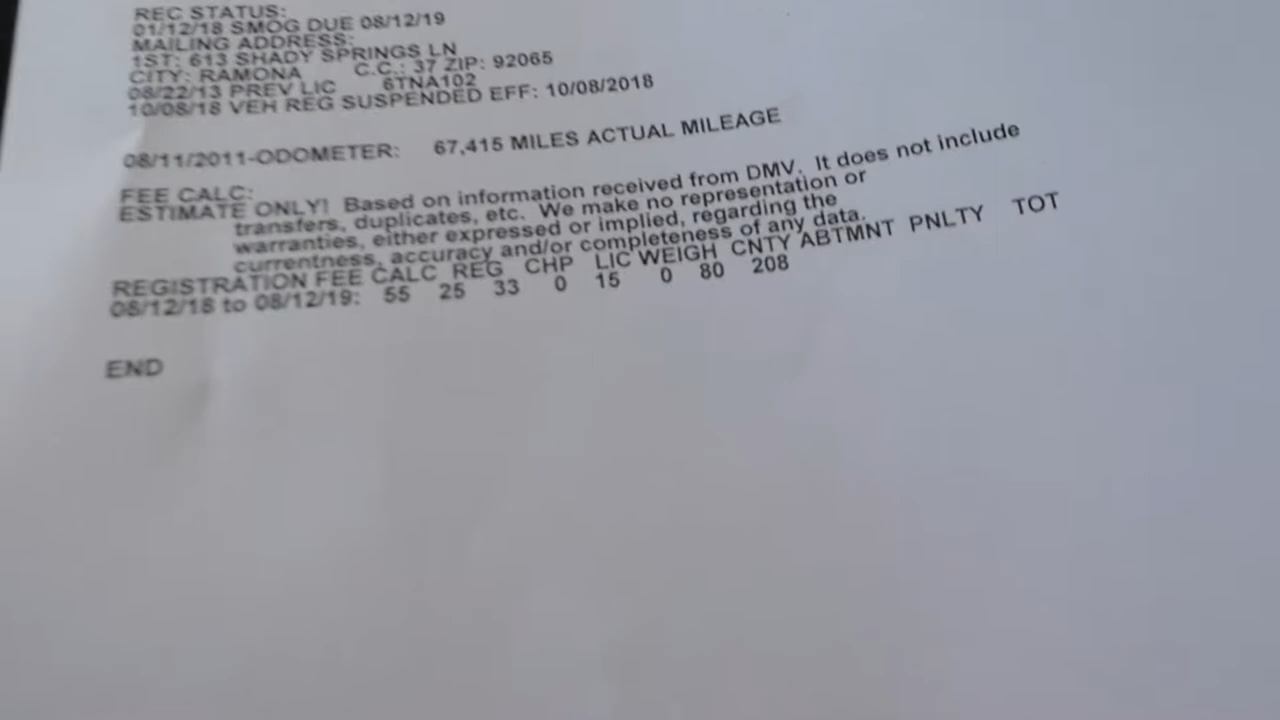 REC STATUS:
01/12/18 SMOG DUE 08/12/19
MAILING ADDRESS:
1ST: 613 SHADY SPRINGS LN
CITY: RAMONA C.C.: 37 ZIP: 92065
08/22/13 PREV LIC 6TNA102
10/08/18 VEH REG SUSPENDED EFF: 10/08/2018
08/11/2011-ODOMETER: 67,415 MILES ACTUAL MILEAGE
FEE CALC:
ESTIMATE ONLY! Based on information received from DMV. It does not include
transfers, duplicates, etc. We make no representation or
warranties, either expressed or implied, regarding the
currentness, accuracy and/or completeness of any data.
REGISTRATION FEE CALC REG CHP LIC WEIGH CNTY ABTMNT PNLTY TOT
08/12/18 to 08/12/19: 55 25 33 0 15 0 80 208
END